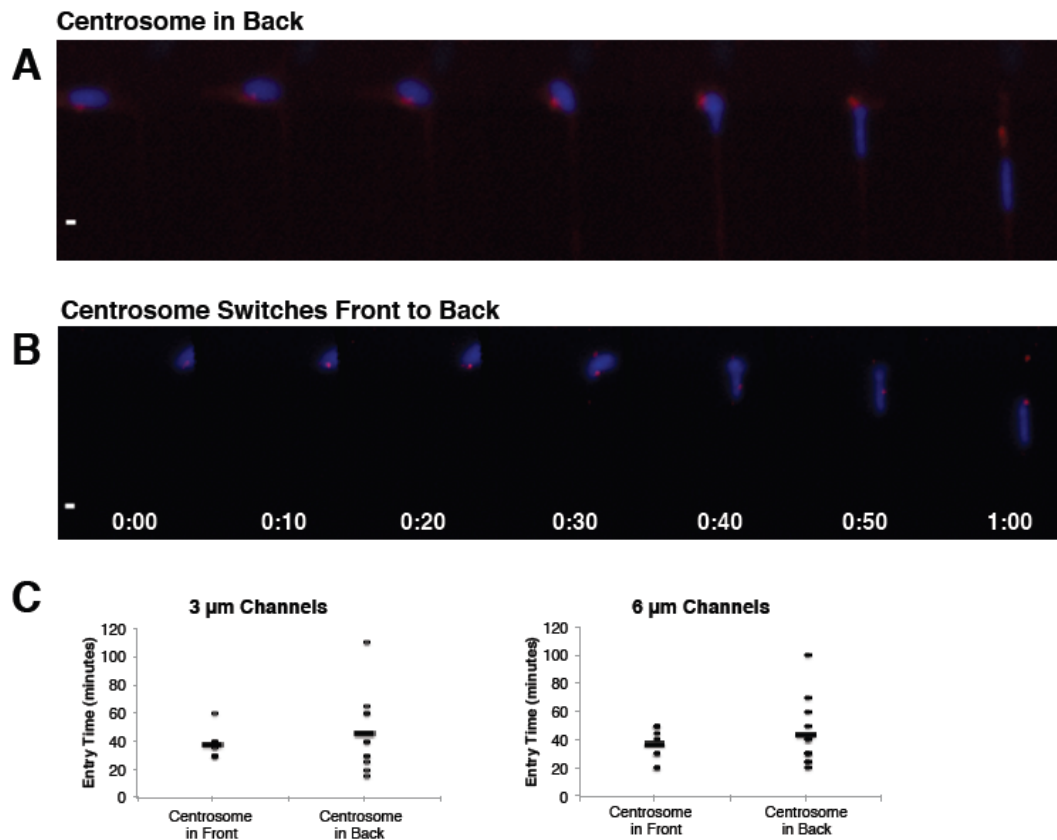 Centrosome in Back
A
Centrosome Switches Front to Back
B
0:00 0:10 0:20 0:30 0:40 0:50 1:00
C
3 µm Channels
Entry Time (minutes)
120
100
80
60
40
20
0
Centrosome
in Front
Centrosome
in Back
6 µm Channels
Entry Time (minutes)
120
100
80
60
40
20
0
Centrosome
in Front
Centrosome
in Back